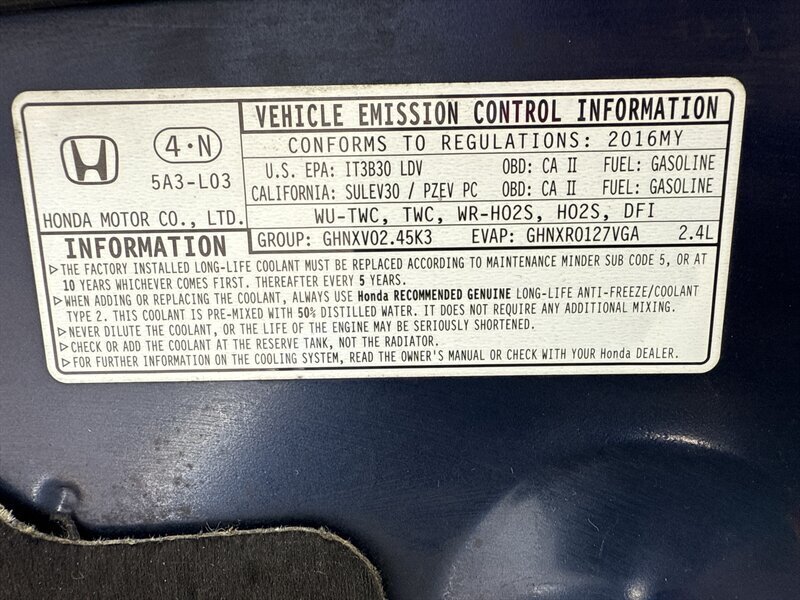 VEHICLE EMISSION CONTROL INFORMATION
4·N
5A3-L03
HONDA MOTOR CO., LTD.
CONFORMS TO REGULATIONS: 2016MY
U.S. EPA: IT3B30 LDV OBD: CA II FUEL: GASOLINE
CALIFORNIA: SULEV30 / PZEV PC OBD: CA II FUEL: GASOLINE
WU-TWC, TWC, WR-HO2S, HO2S, DFI
GROUP: GHNXV02.45K3 EVAP: GHNXR0127VGA 2.4L
INFORMATION
▷THE FACTORY INSTALLED LONG-LIFE COOLANT MUST BE REPLACED ACCORDING TO MAINTENANCE MINDER SUB CODE 5, OR AT
10 YEARS WHICHEVER COMES FIRST. THEREAFTER EVERY 5 YEARS.
▷WHEN ADDING OR REPLACING THE COOLANT, ALWAYS USE Honda RECOMMENDED GENUINE LONG-LIFE ANTI-FREEZE/COOLANT
TYPE 2. THIS COOLANT IS PRE-MIXED WITH 50% DISTILLED WATER. IT DOES NOT REQUIRE ANY ADDITIONAL MIXING.
▷NEVER DILUTE THE COOLANT, OR THE LIFE OF THE ENGINE MAY BE SERIOUSLY SHORTENED.
▷CHECK OR ADD THE COOLANT AT THE RESERVE TANK, NOT THE RADIATOR.
▷FOR FURTHER INFORMATION ON THE COOLING SYSTEM, READ THE OWNER'S MANUAL OR CHECK WITH YOUR Honda DEALER.